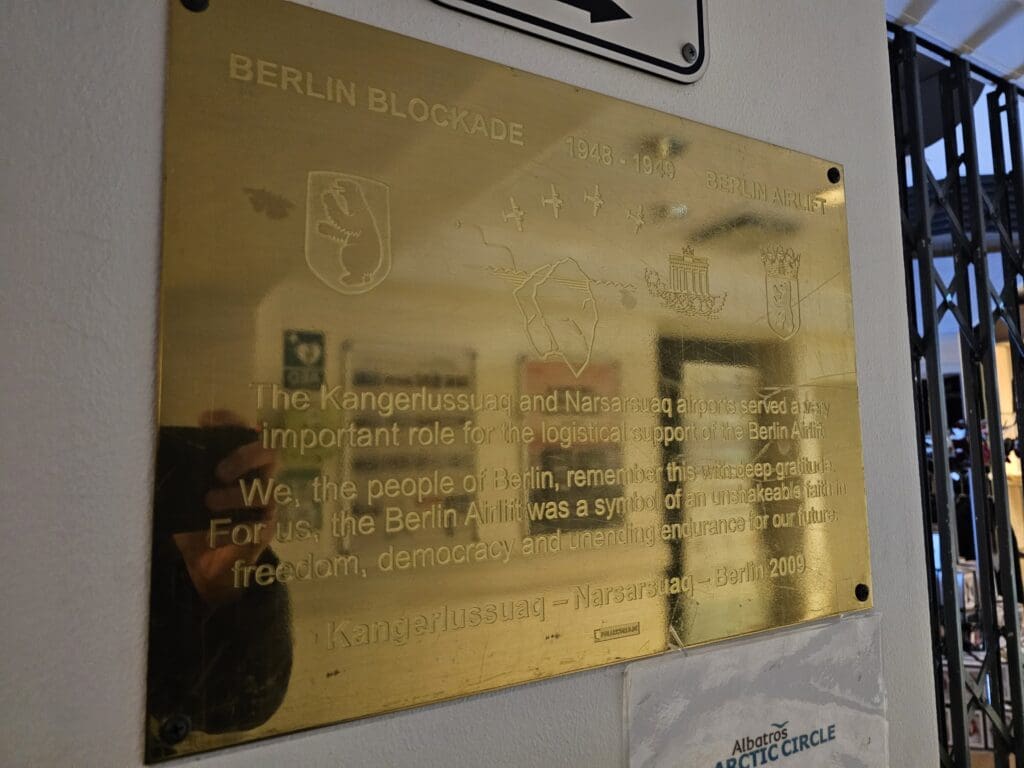 BERLIN BLOCKADE 1948 - 1949 BERLIN AIRLIFT
The Kangerlussuaq and Narsarsuaq airports served a very
important role for the logistical support of the Berlin Airlift
We, the people of Berlin, remember this with deep gratitude.
For us, the Berlin Airlift was a symbol of an unshakeable faith in
freedom, democracy and unending endurance for our future.
Kangerlussuaq – Narsarsuaq – Berlin 2009
Albatros
ARCTIC CIRCLE